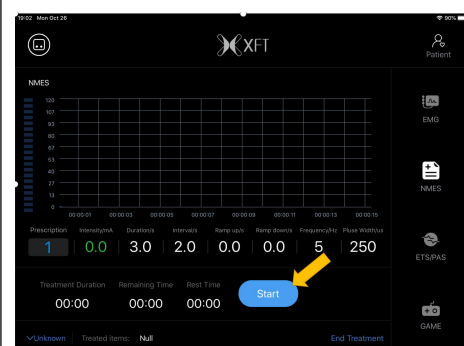 19:02 Mon Oct 26
90%
XFT
Patient
NMES
120
107
93
80
67
53
40
27
13
0
00:00:01 00:00:03 00:00:05 00:00:07 00:00:09 00:00:11 00:00:13 00:00:15
Prescription Intensity/mA Duration/s Interval/s Ramp up/s Ramp down/s Frequency/Hz Pluse Width/us
1 0.0 3.0 2.0 0.0 0.0 5 250
Treatment Duration Remaining Time Rest Time
00:00 00:00 00:00
Start
Unknown Treated items: Null End Treatment
EMG
NMES
ETS/PAS
GAME